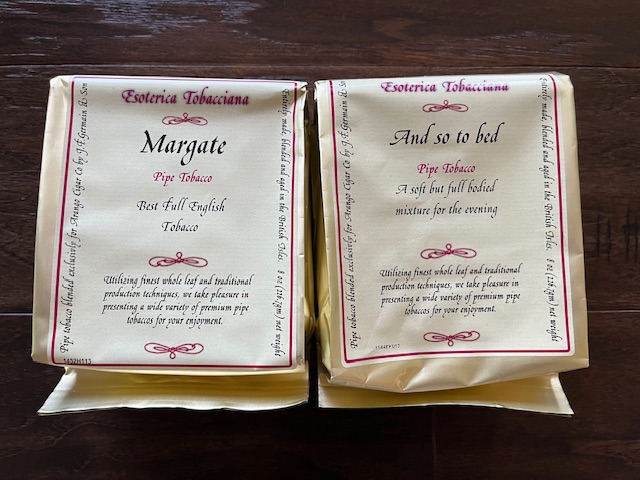 Esoterica Tobacciana
Margate
Pipe Tobacco
Best Full English
Tobacco
Utilizing finest whole leaf and traditional
production techniques, we take pleasure in
presenting a wide variety of premium pipe
tobaccos for your enjoyment.
Pipe tobacco blended exclusivly for Arango Cigar Co by J.F.Germain & Son
Entirely made, blended and aged in the British Isles. 8 oz (226.7gm) net weight
1432H113
Esoterica Tobacciana
And so to bed
Pipe Tobacco
A soft but full bodied
mixture for the evening
Utilizing finest whole leaf and traditional
production techniques, we take pleasure in
presenting a wide variety of premium pipe
tobaccos for your enjoyment.
Pipe tobacco blended exclusivly for Arango Cigar Co by J.F.Germain & Son
Entirely made, blended and aged in the British Isles. 8 oz (226.7gm) net weight